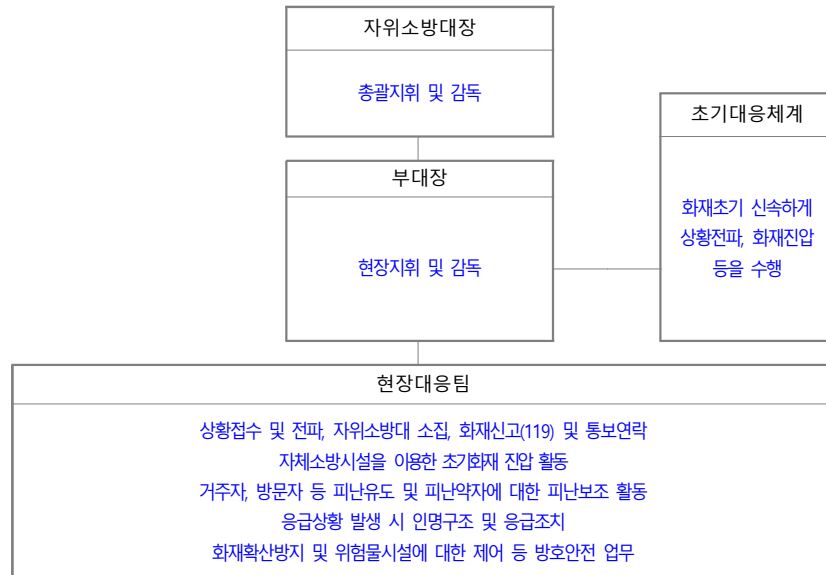 자위소방대장
총괄지휘 및 감독
초기대응체계
화재초기 신속하게
상황전파, 화재진압
등을 수행
부대장
현장지휘 및 감독
현장대응팀
상황접수 및 전파, 자위소방대 소집, 화재신고(119) 및 통보연락
자체소방시설을 이용한 초기화재 진압 활동
거주자, 방문자 등 피난유도 및 피난약자에 대한 피난보조 활동
응급상황 발생 시 인명구조 및 응급조치
화재확산방지 및 위험물시설에 대한 제어 등 방호안전 업무